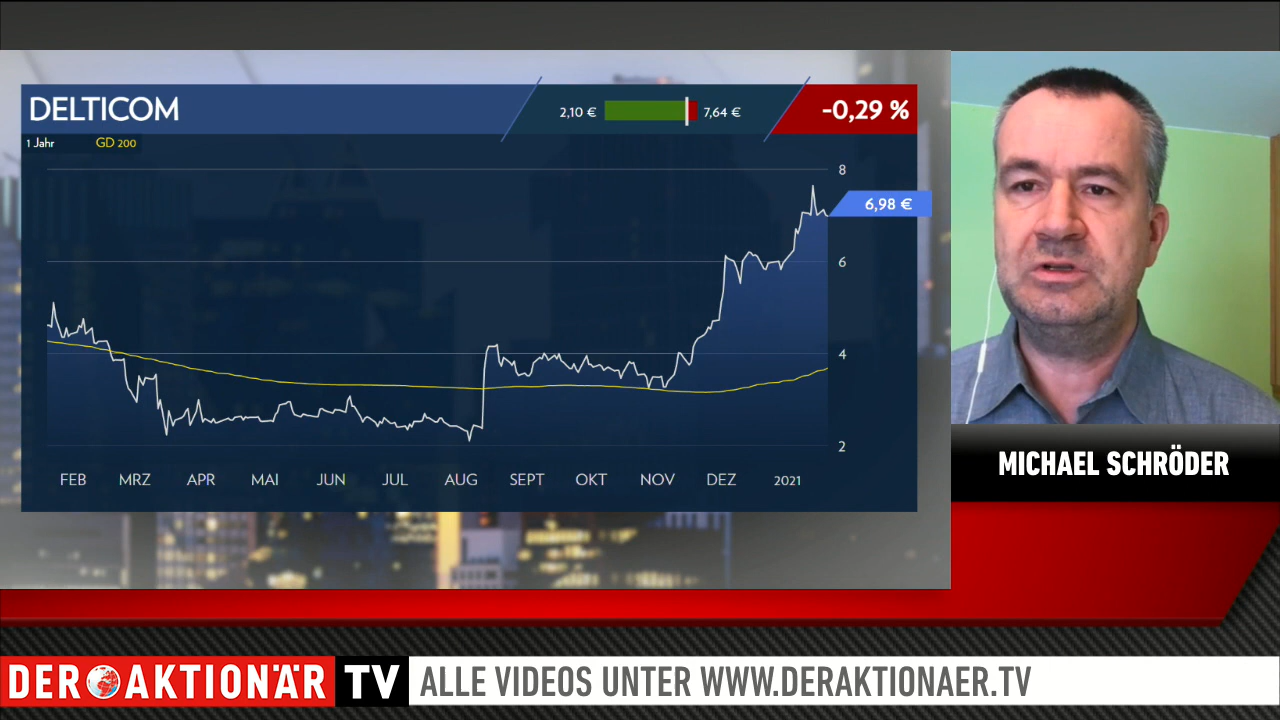 DELTICOM
2,10 € 7,64 €
-0,29 %
1 Jahr GD 200
8
6,98 €
6
4
2
FEB MRZ APR MAI JUN JUL AUG SEPT OKT NOV DEZ 2021
MICHAEL SCHRÖDER
DER AKTIONÄR TV ALLE VIDEOS UNTER WWW.DERAKTIONAER.TV